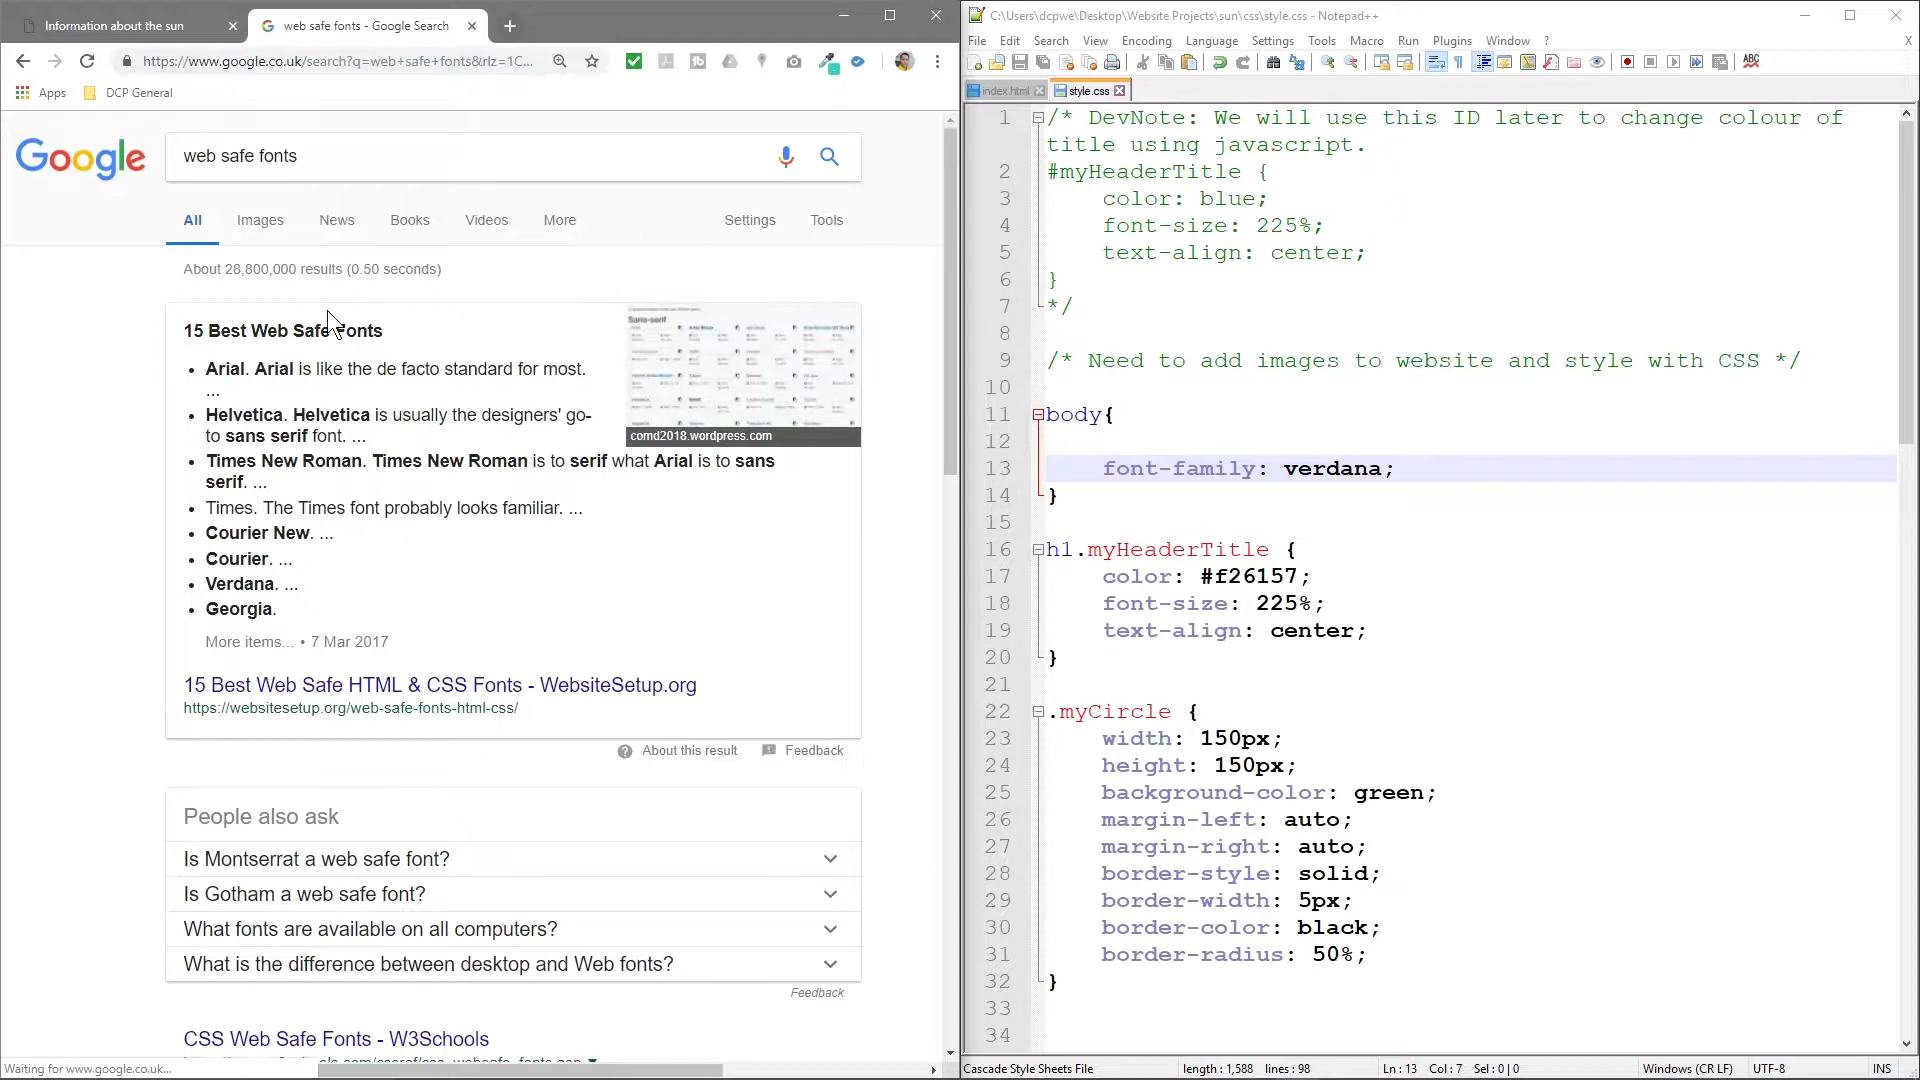 Information about the sun
web safe fonts - Google Search
https://www.google.co.uk/search?q=web+safe+fonts&rlz=1C...
Apps
DCP General
Google
web safe fonts
All
Images
News
Books
Videos
More
Settings
Tools
About 28,800,000 results (0.50 seconds)
15 Best Web Safe Fonts
Arial. Arial is like the de facto standard for most.
...
Helvetica. Helvetica is usually the designers' go-
to sans serif font. ...
Times New Roman. Times New Roman is to serif what Arial is to sans
serif. ...
Times. The Times font probably looks familiar. ...
Courier New. ...
Courier. ...
Verdana. ...
Georgia.
More items... • 7 Mar 2017
Sans-serif
comd2018.wordpress.com
15 Best Web Safe HTML & CSS Fonts - WebsiteSetup.org
https://websitesetup.org/web-safe-fonts-html-css/
About this result
Feedback
People also ask
Is Montserrat a web safe font?
Is Gotham a web safe font?
What fonts are available on all computers?
What is the difference between desktop and Web fonts?
Feedback
CSS Web Safe Fonts - W3Schools
Waiting for www.google.co.uk...
C:\Users\dcpwe\Desktop\Website Projects\sun\css\style.css - Notepad++
File Edit Search View Encoding Language Settings Tools Macro Run Plugins Window ?
X
ABC
index.html
style.css
1 /* DevNote: We will use this ID later to change colour of
title using javascript.
2 #myHeaderTitle {
3 color: blue;
4 font-size: 225%;
5 text-align: center;
6 }
7 */
8
9 /* Need to add images to website and style with CSS */
10
11 body{
12
13 font-family: verdana;
14 }
15
16 h1.myHeaderTitle {
17 color: #f26157;
18 font-size: 225%;
19 text-align: center;
20 }
21
22 .myCircle {
23 width: 150px;
24 height: 150px;
25 background-color: green;
26 margin-left: auto;
27 margin-right: auto;
28 border-style: solid;
29 border-width: 5px;
30 border-color: black;
31 border-radius: 50%;
32 }
33
34
Cascade Style Sheets File
length : 1,588 lines : 98
Ln : 13 Col : 7 Sel : 0 | 0
Windows (CR LF)
UTF-8
INS